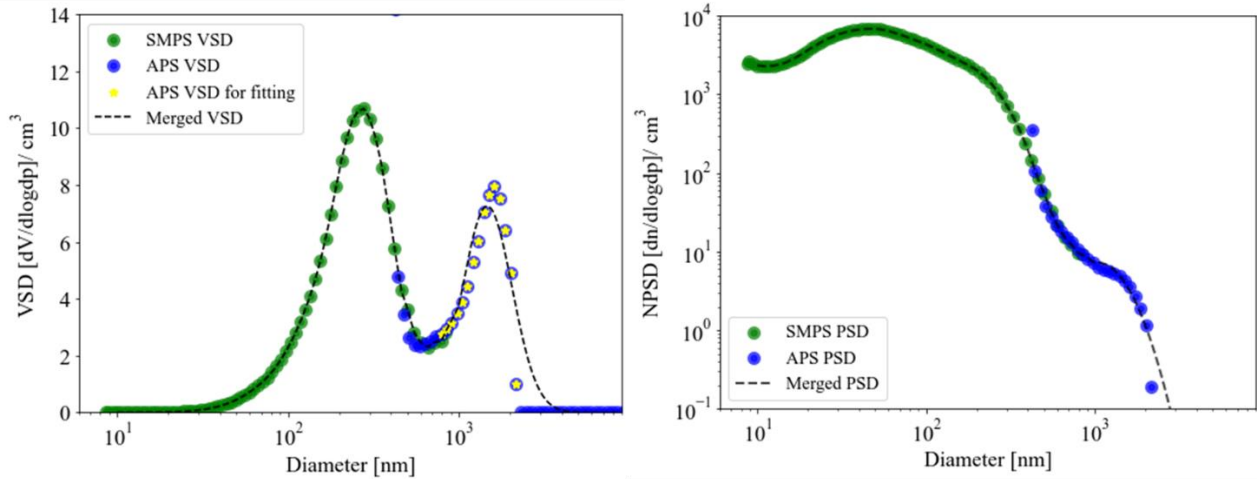 14
12
10
8
6
4
2
0
VSD [dV/dlogdp]/ cm³
SMPS VSD
APS VSD
APS VSD for fitting
Merged VSD
10¹
10²
10³
Diameter [nm]
10⁴
10³
10²
10¹
10⁰
10⁻¹
NPSD [dn/dlogdp]/ cm³
SMPS PSD
APS PSD
Merged PSD
10¹
10²
10³
Diameter [nm]